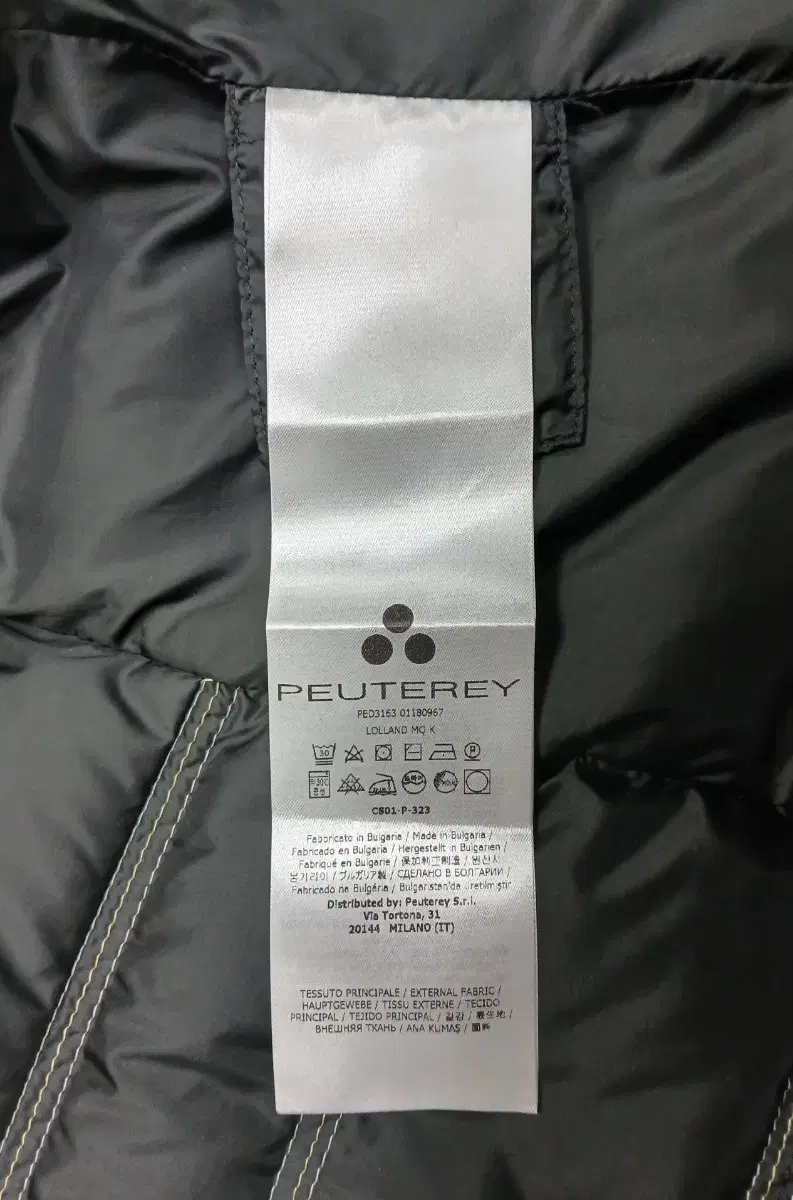 PEUTEREY
PED3163 01180967
LOLLAND MQ K
30
P
CS01-P-323
Fabbricato in Bulgaria / Made in Bulgaria /
Fabricado en Bulgaria / Hergestellt in Bulgarien /
Fabriqué en Bulgarie / 保加利亚制造 / 원산지
불가리아 / ブルガリア製 / СДЕЛАНО В БОЛГАРИИ /
Fabricado na Bulgária / Bulgaristan'da üretilmiştir
Distributed by: Peuterey S.r.l.
Via Tortona, 31
20144 MILANO (IT)
TESSUTO PRINCIPALE / EXTERNAL FABRIC /
HAUPTGEWEBE / TISSU EXTERNE / TECIDO
PRINCIPAL / TEJIDO PRINCIPAL / 겉감 / 表生地 /
ВНЕШНЯЯ ТКАНЬ / ANA KUMAŞ / 面料